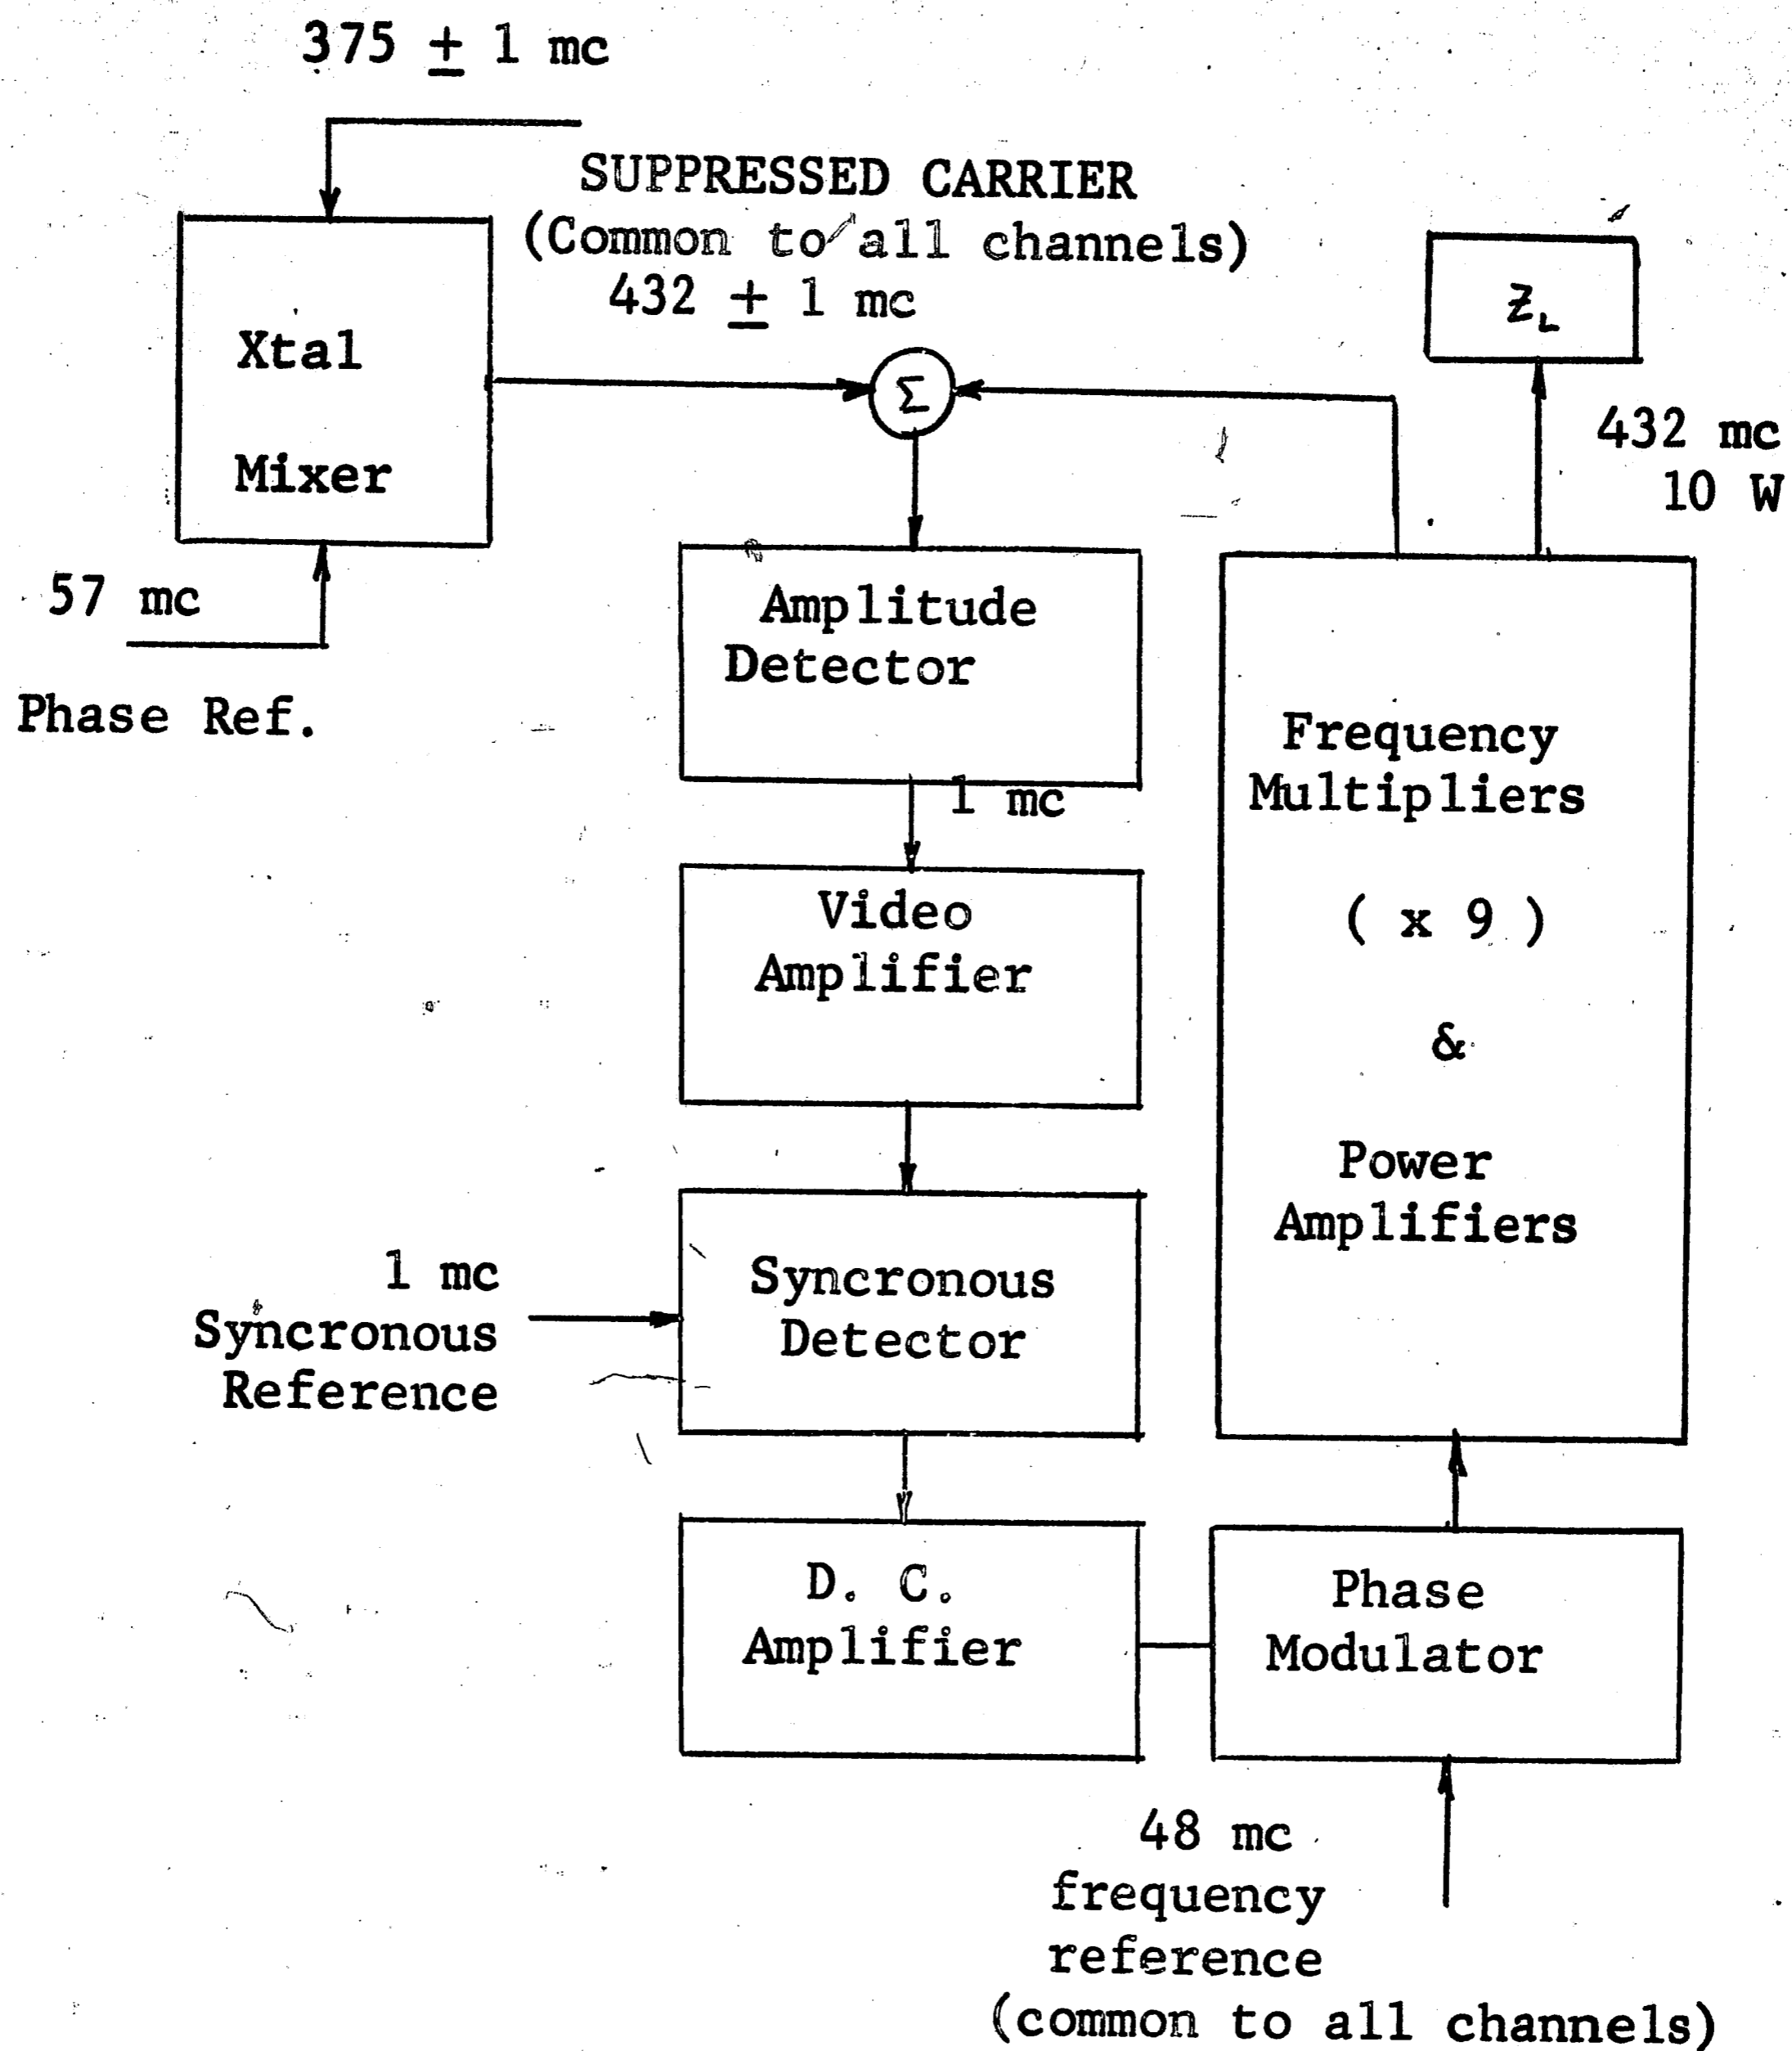 375 ± 1 mc
SUPPRESSED CARRIER
(Common to all channels)
432 ± 1 mc
Xtal
Mixer
Σ
Z_L
432 mc
10 W
57 mc
Phase Ref.
Amplitude
Detector
1 mc
Video
Amplifier
Frequency
Multipliers
( x 9 )
&
Power
Amplifiers
1 mc
Syncronous
Reference
Syncronous
Detector
D. C.
Amplifier
Phase
Modulator
48 mc
frequency
reference
(common to all channels)